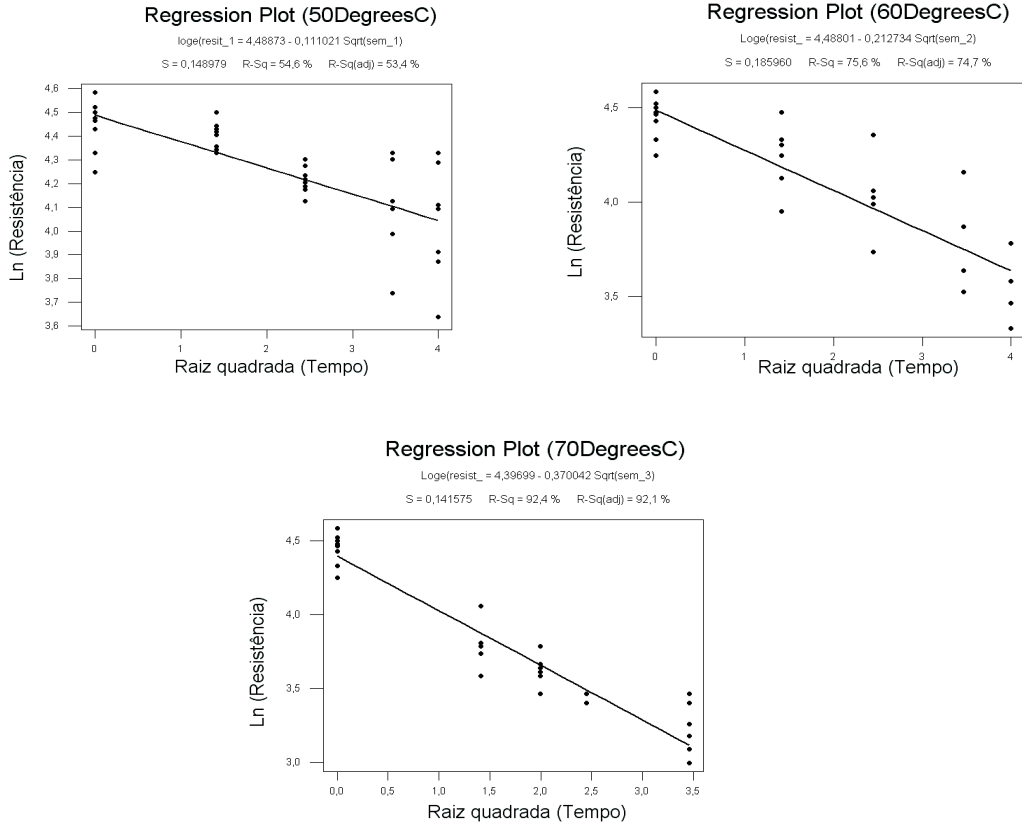 Regression Plot (50DegreesC)
loge(resit_1 = 4,48873 - 0,111021 Sqrt(sem_1)
S = 0,148979 R-Sq = 54,6 % R-Sq(adj) = 53,4 %
4,6
4,5
4,4
4,3
4,2
4,1
4,0
3,9
3,8
3,7
3,6
Ln (Resistência)
0 1 2 3 4
Raiz quadrada (Tempo)
Regression Plot (60DegreesC)
Loge(resist_ = 4,48801 - 0,212734 Sqrt(sem_2)
S = 0,185960 R-Sq = 75,6 % R-Sq(adj) = 74,7 %
4,5
4,0
3,5
Ln (Resistência)
0 1 2 3 4
Raiz quadrada (Tempo)
Regression Plot (70DegreesC)
Loge(resist_ = 4,39699 - 0,370042 Sqrt(sem_3)
S = 0,141575 R-Sq = 92,4 % R-Sq(adj) = 92,1 %
4,5
4,0
3,5
3,0
Ln (Resistência)
0,0 0,5 1,0 1,5 2,0 2,5 3,0 3,5
Raiz quadrada (Tempo)